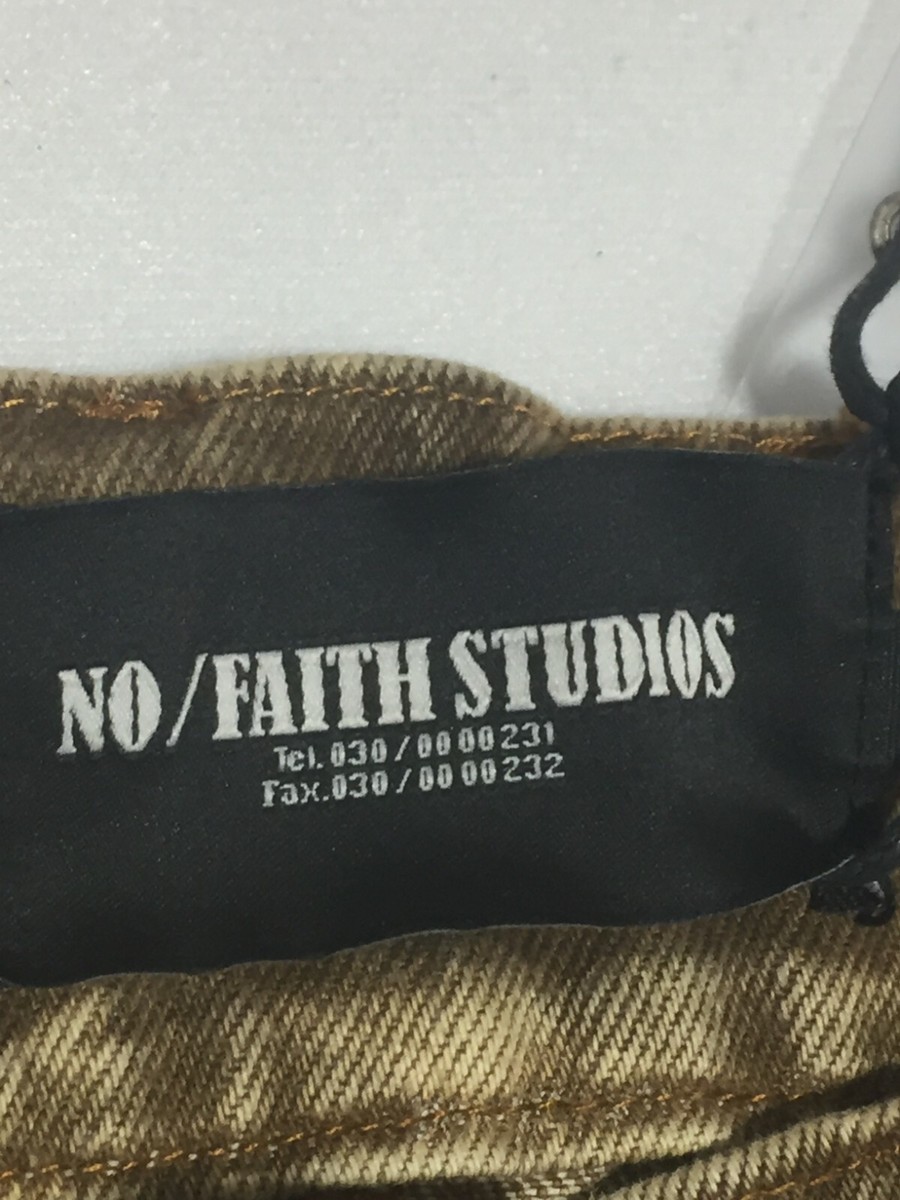 NO/FAITH STUDIOS
Tel.030/0000231
Fax.030/0000232